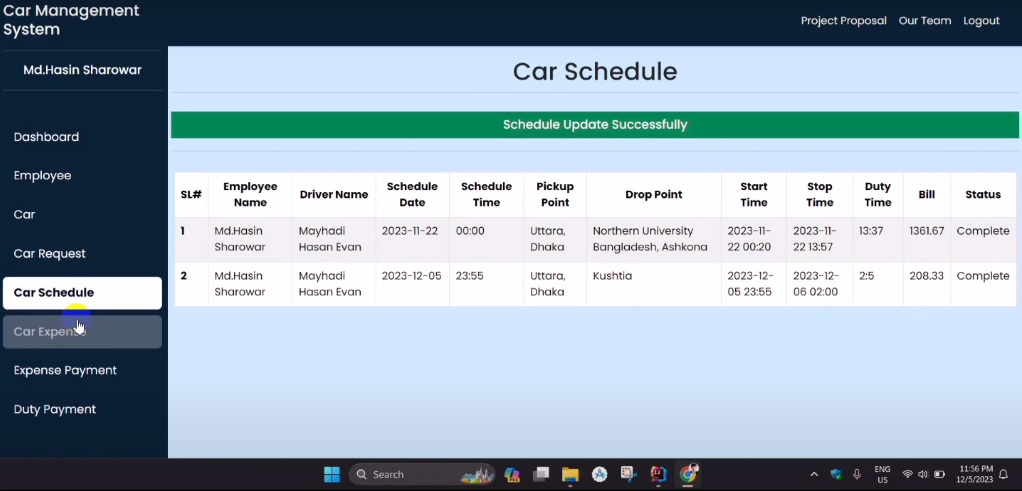 Car Management
System
Project Proposal Our Team Logout
Md.Hasin Sharowar
Dashboard
Employee
Car
Car Request
Car Schedule
Car Expense
Expense Payment
Duty Payment
Car Schedule
Schedule Update Successfully
SL# Employee Name Driver Name Schedule Date Schedule Time Pickup Point Drop Point Start Time Stop Time Duty Time Bill Status
1 Md.Hasin Sharowar Mayhadi Hasan Evan 2023-11-22 00:00 Uttara, Dhaka Northern University Bangladesh, Ashkona 2023-11-22 00:20 2023-11-22 13:57 13:37 1361.67 Complete
2 Md.Hasin Sharowar Mayhadi Hasan Evan 2023-12-05 23:55 Uttara, Dhaka Kushtia 2023-12-05 23:55 2023-12-06 02:00 2:5 208.33 Complete
Search
ENG
US
11:56 PM
12/5/2023